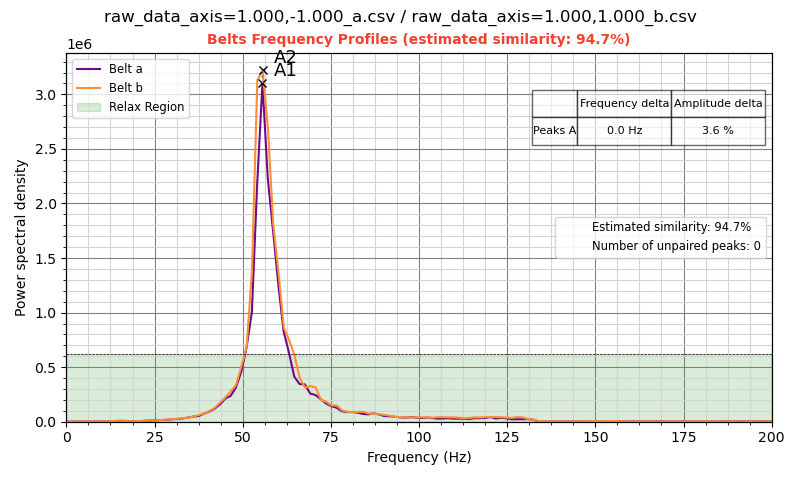 raw_data_axis=1.000,-1.000_a.csv / raw_data_axis=1.000,1.000_b.csv
Belts Frequency Profiles (estimated similarity: 94.7%)
1e6
A2
A1
Belt a
Belt b
Relax Region
Frequency delta Amplitude delta
Peaks A 0.0 Hz 3.6 %
Estimated similarity: 94.7%
Number of unpaired peaks: 0
Power spectral density
3.0
2.5
2.0
1.5
1.0
0.5
0.0
0 25 50 75 100 125 150 175 200
Frequency (Hz)